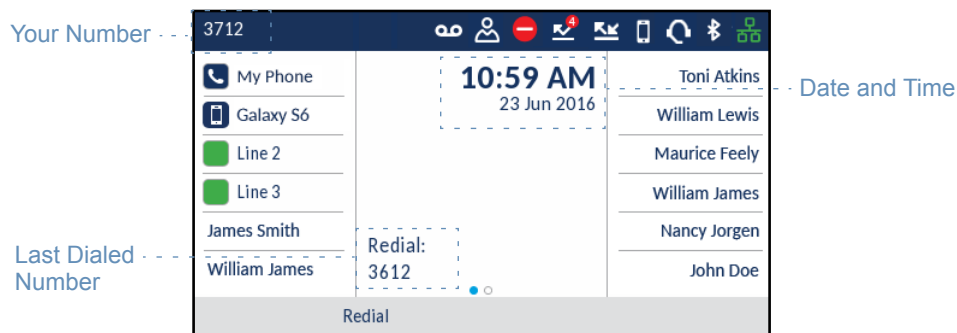 Your Number
3712
4
My Phone
Galaxy S6
Line 2
Line 3
James Smith
William James
10:59 AM
23 Jun 2016
Redial:
3612
Toni Atkins
William Lewis
Maurice Feely
William James
Nancy Jorgen
John Doe
Date and Time
Last Dialed
Number
Redial